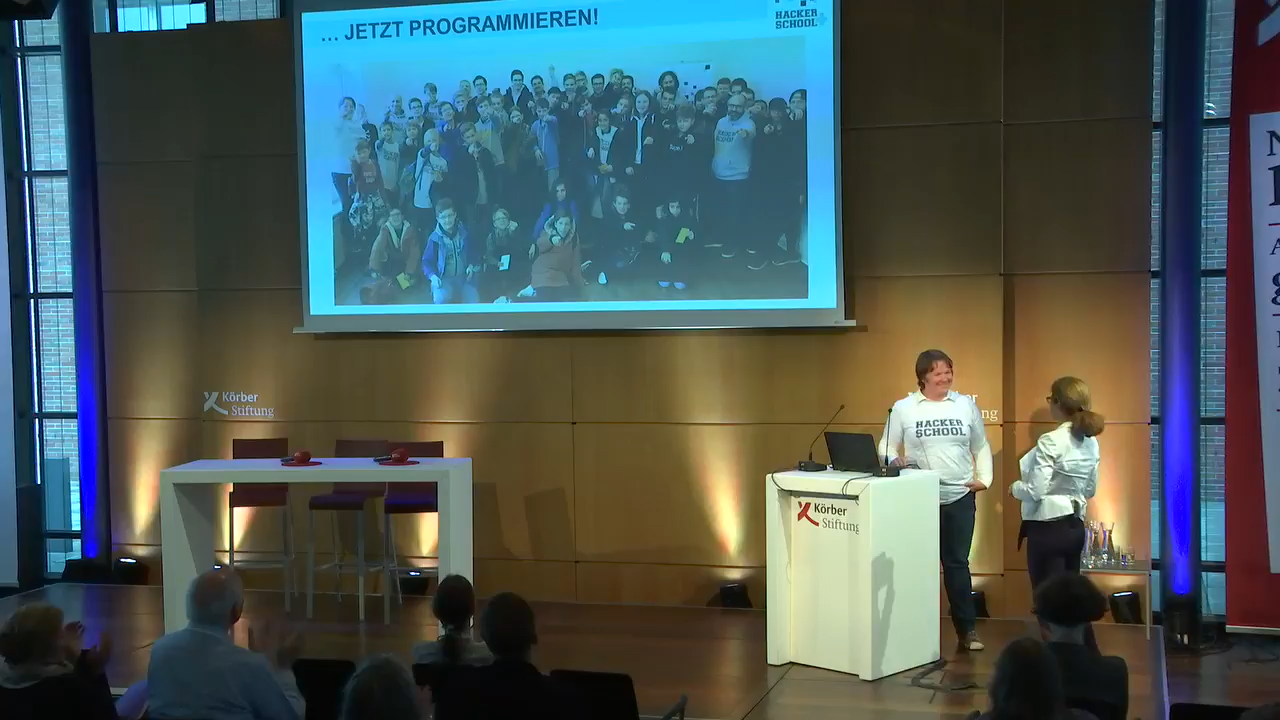 ... JETZT PROGRAMMIEREN!
HACKER
SCHOOL
Körber
Stiftung
HACKER
SCHOOL
Körber
Stiftung